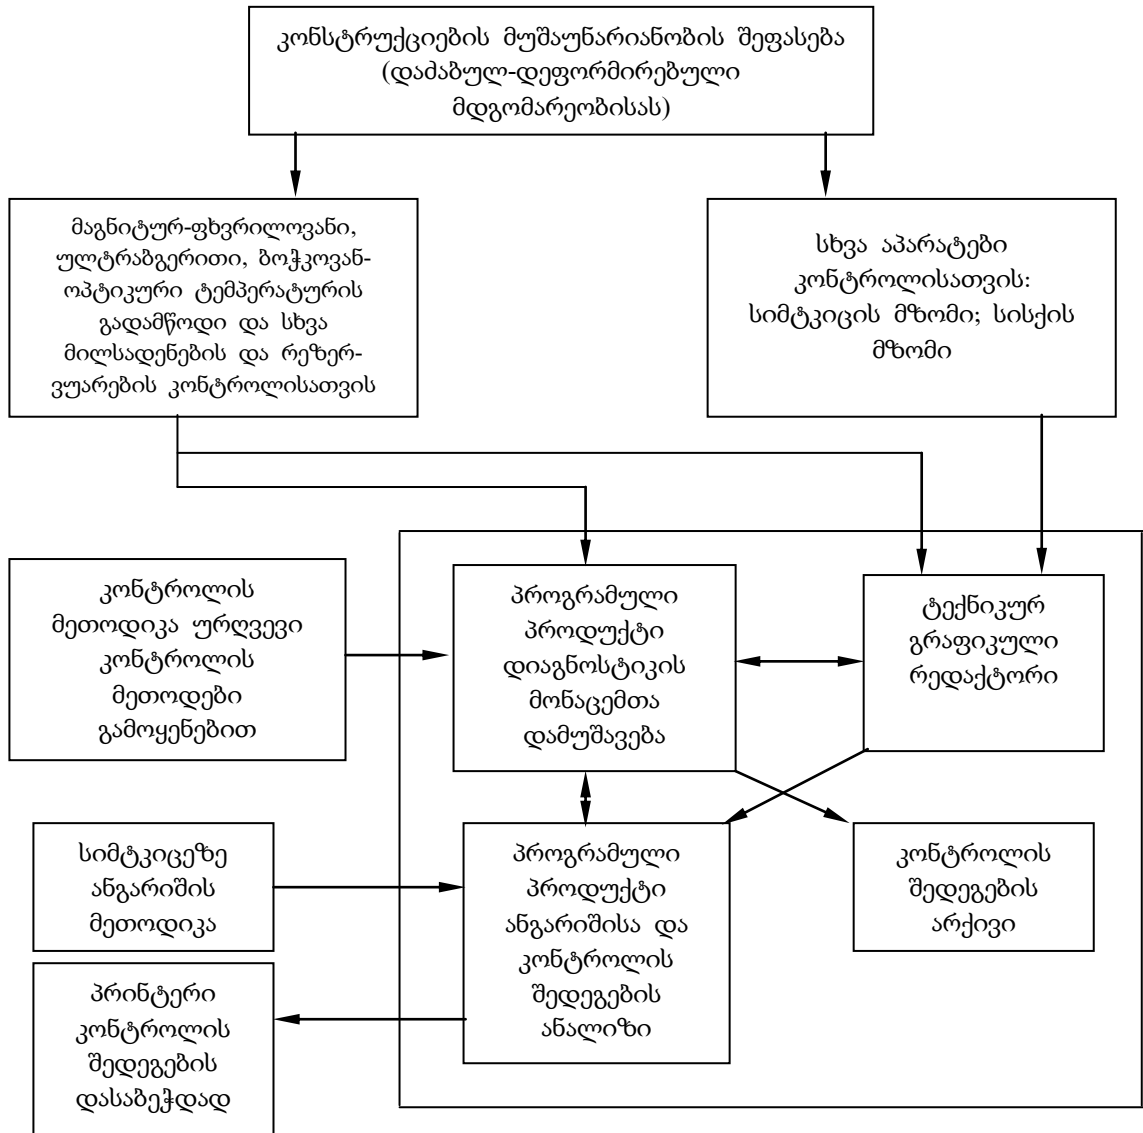 კონსტრუქციების მუშაუნარიანობის შეფასება
(დაძაბულ-დეფორმირებული
მდგომარეობისას)
მაგნიტურ-ფხვრილოვანი,
ულტრაბგერითი, ბოჭკოვან-
ოპტიკური ტემპერატურის
გადამწოდი და სხვა
მილსადენების და რეზერ-
ვუარების კონტროლისათვის
სხვა აპარატები
კონტროლისათვის:
სიმტკიცის მზომი; სისქის
მზომი
კონტროლის
მეთოდიკა ურღვევი
კონტროლის
მეთოდები
გამოყენებით
პროგრამული
პროდუქტი
დიაგნოსტიკის
მონაცემთა
დამუშავება
ტექნიკურ
გრაფიკული
რედაქტორი
სიმტკიცეზე
ანგარიშის
მეთოდიკა
პროგრამული
პროდუქტი
ანგარიშისა და
კონტროლის
შედეგების
ანალიზი
კონტროლის
შედეგების
არქივი
პრინტერი
კონტროლის
შედეგების
დასაბეჭდად